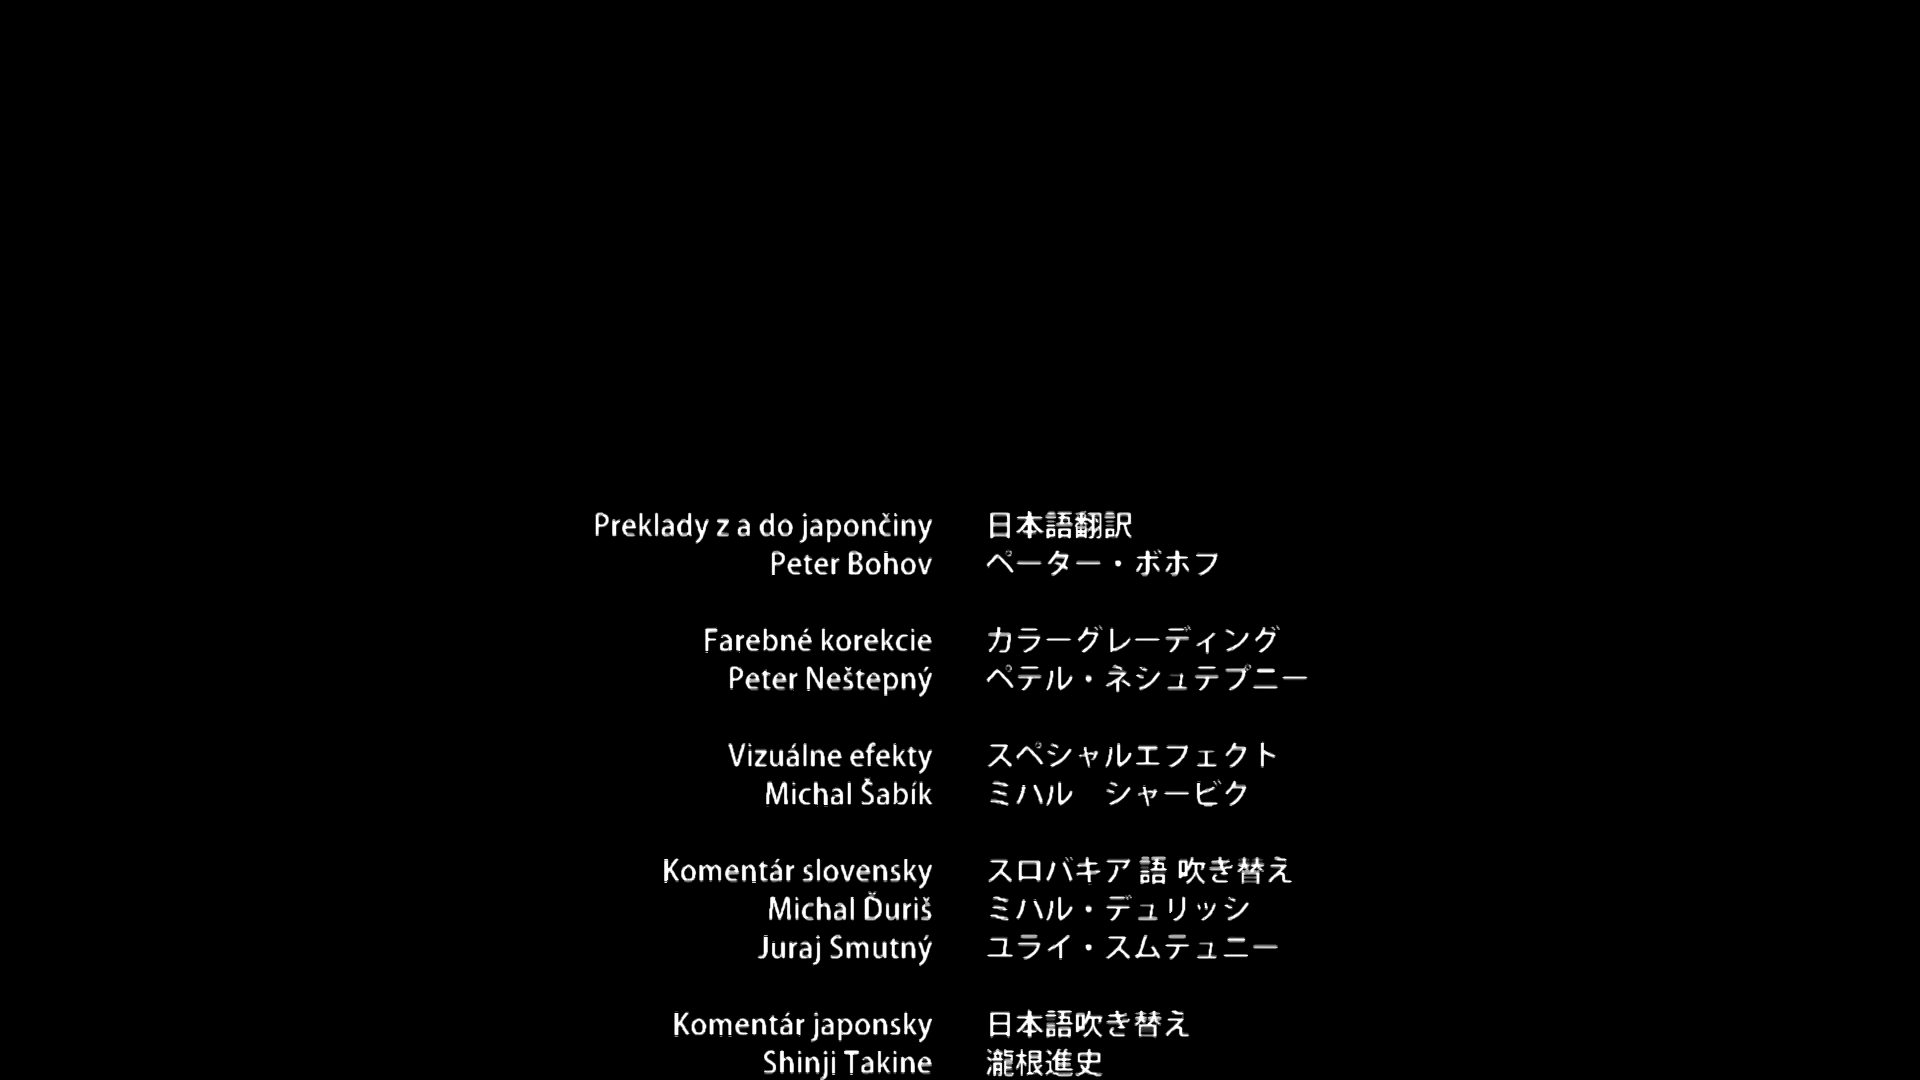 Preklady z a do japončiny 日本語翻訳
Peter Bohov ペーター・ボホフ
Farebné korekcie カラーグレーディング
Peter Neštepný ペテル・ネシュテプニー
Vizuálne efekty スペシャルエフェクト
Michal Šabík ミハル　シャービク
Komentár slovensky スロバキア 語 吹き替え
Michal Ďuriš ミハル・デュリッシ
Juraj Smutný ユライ・スムテュニー
Komentár japonsky 日本語吹き替え
Shinji Takine 瀧根進史